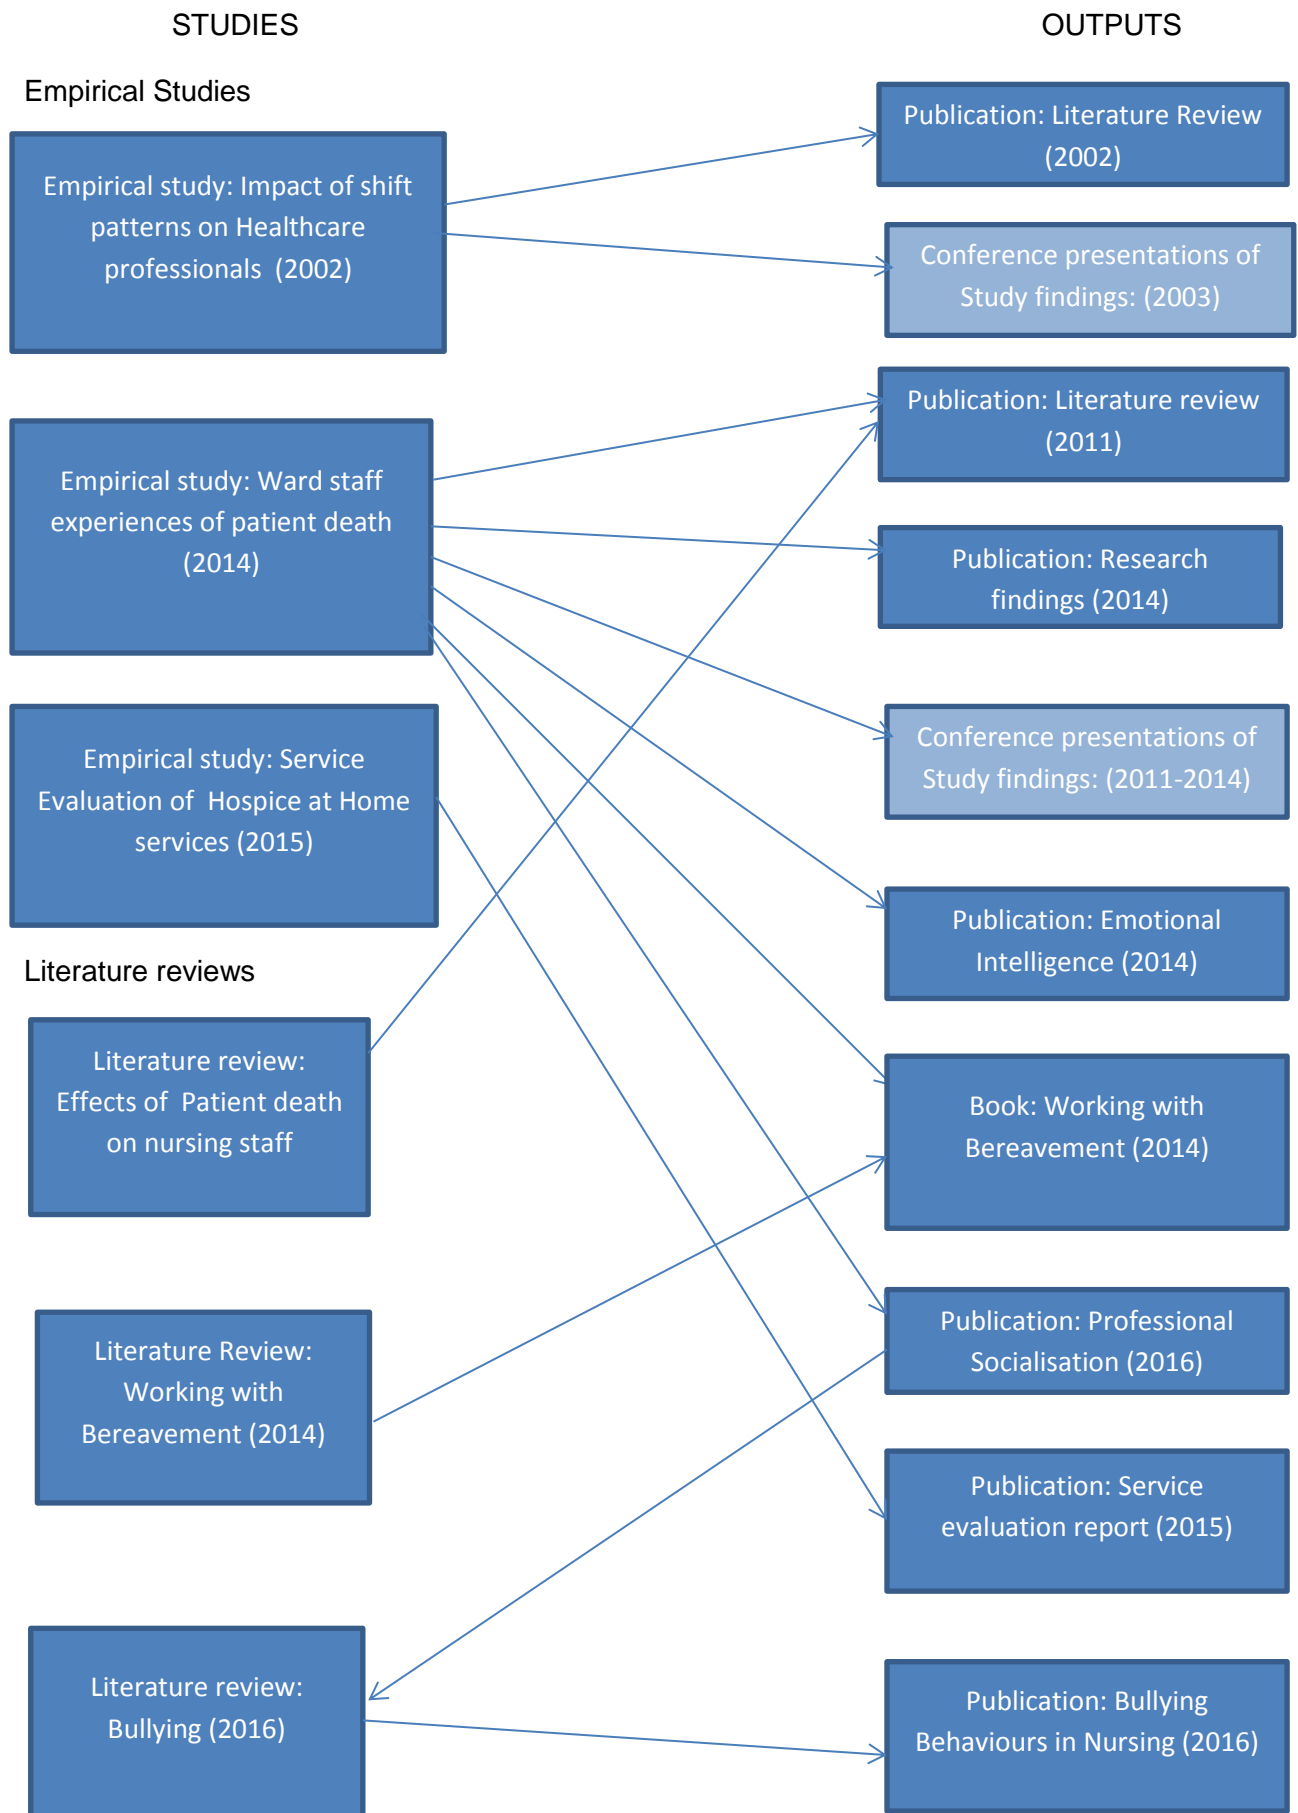 STUDIES
Empirical Studies
Empirical study: Impact of shift
patterns on Healthcare
professionals (2002)
Empirical study: Ward staff
experiences of patient death
(2014)
Empirical study: Service
Evaluation of Hospice at Home
services (2015)
Literature reviews
Literature review:
Effects of Patient death
on nursing staff
Literature Review:
Working with
Bereavement (2014)
Literature review:
Bullying (2016)
OUTPUTS
Publication: Literature Review
(2002)
Conference presentations of
Study findings: (2003)
Publication: Literature review
(2011)
Publication: Research
findings (2014)
Conference presentations of
Study findings: (2011-2014)
Publication: Emotional
Intelligence (2014)
Book: Working with
Bereavement (2014)
Publication: Professional
Socialisation (2016)
Publication: Service
evaluation report (2015)
Publication: Bullying
Behaviours in Nursing (2016)